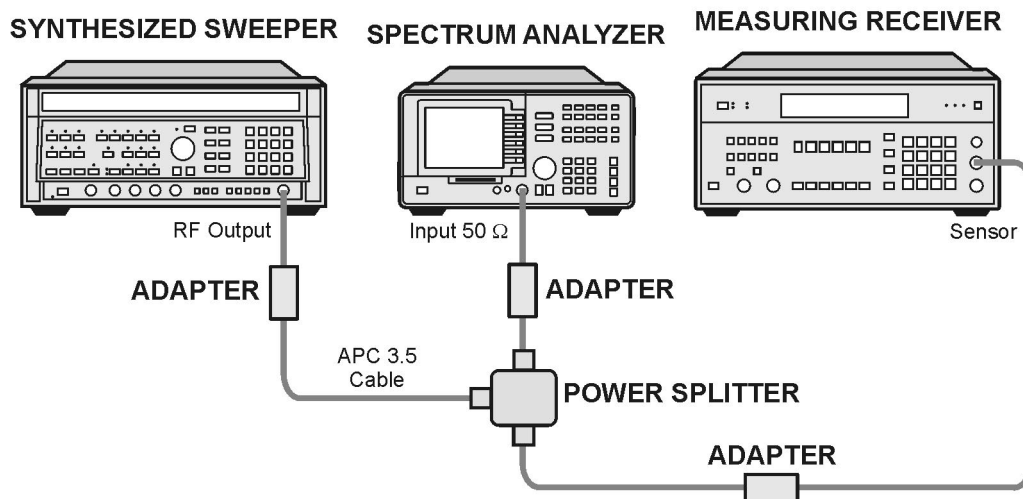 SYNTHESIZED SWEEPER
SPECTRUM ANALYZER
MEASURING RECEIVER
RF Output
Input 50 Ω
Sensor
ADAPTER
ADAPTER
APC 3.5
Cable
POWER SPLITTER
ADAPTER